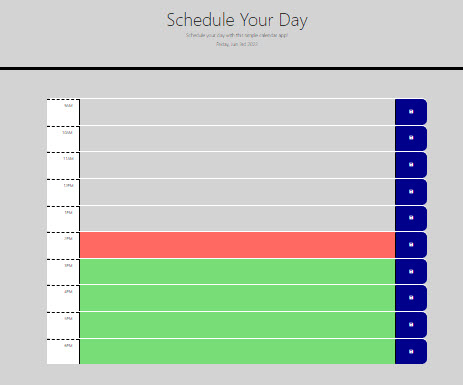 Schedule Your Day
Schedule your day with this simple calendar app!
Friday, Jun 3rd 2022
9AM
10AM
11AM
12PM
1PM
2PM
3PM
4PM
5PM
6PM